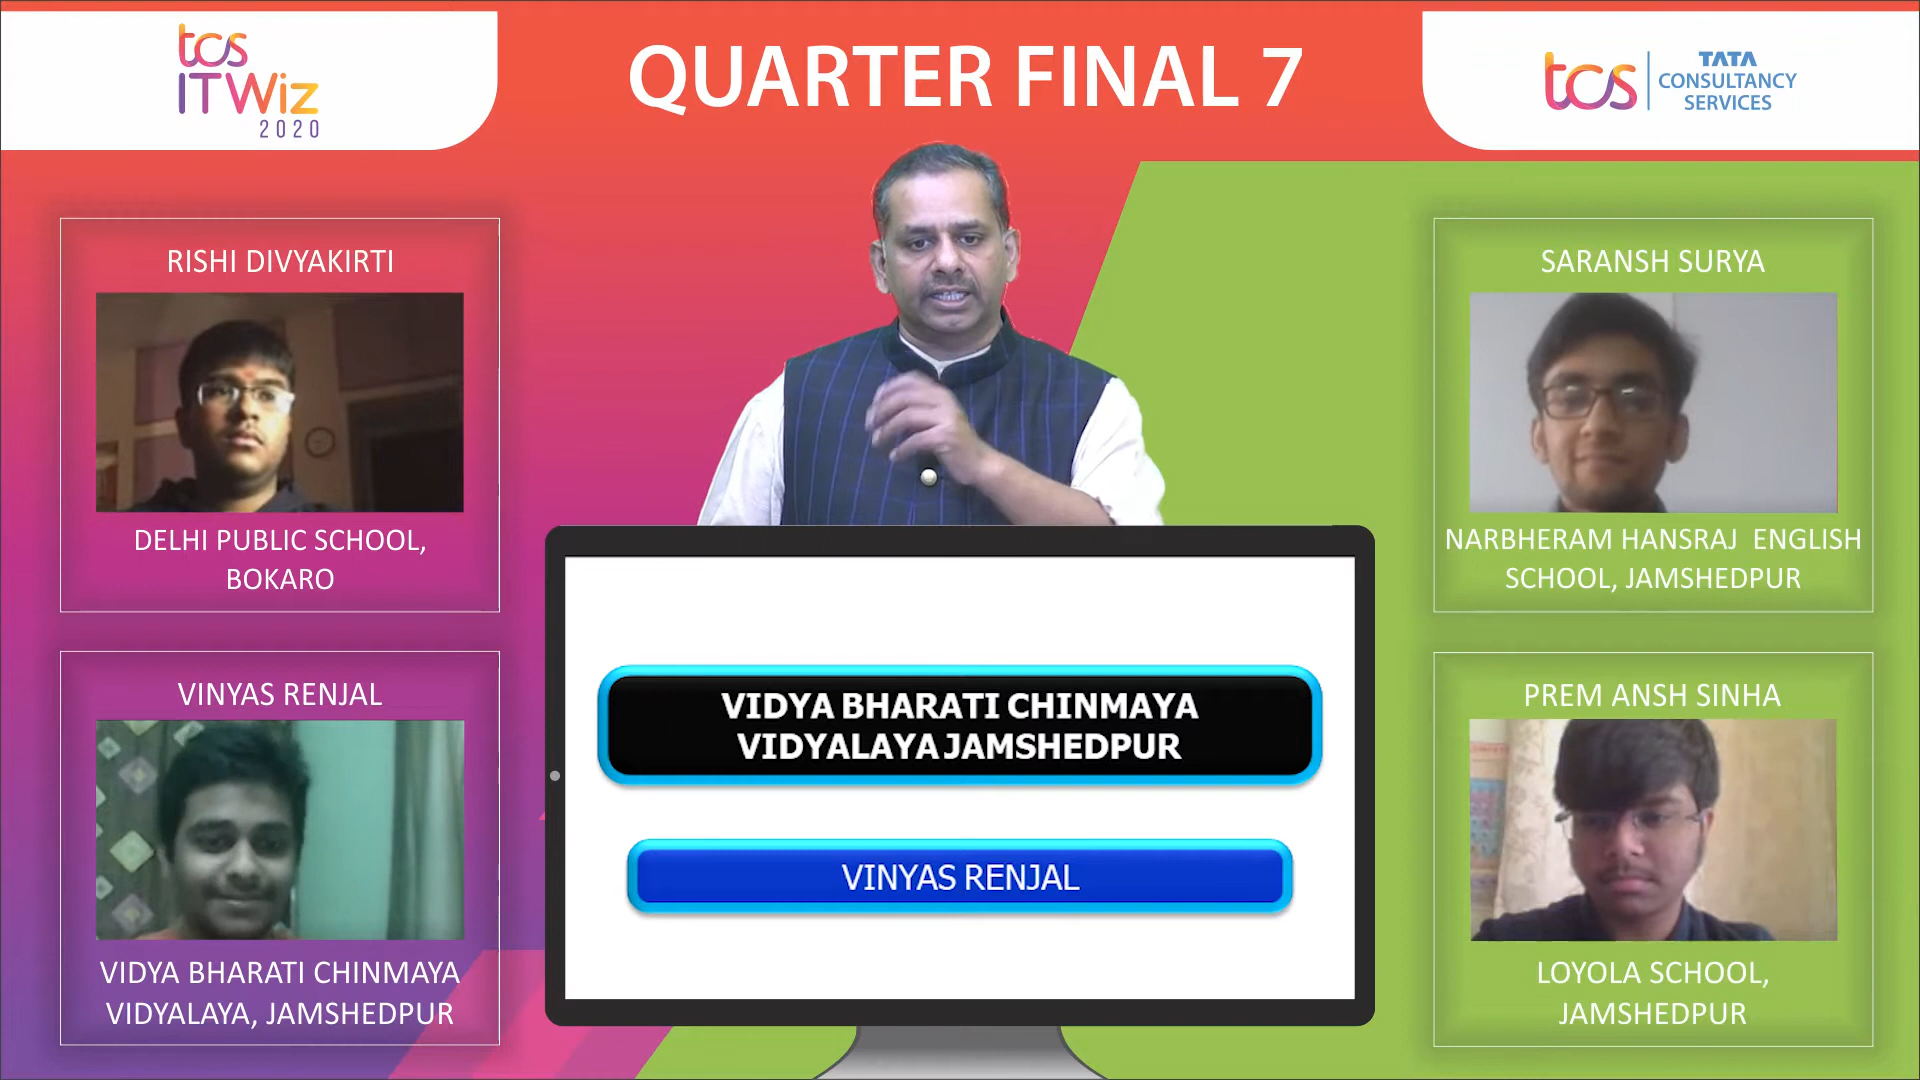 tcs
ITWiz
2020
QUARTER FINAL 7
tcs
TATA
CONSULTANCY
SERVICES
RISHI DIVYAKIRTI
DELHI PUBLIC SCHOOL,
BOKARO
SARANSH SURYA
NARBHERAM HANSRAJ ENGLISH
SCHOOL, JAMSHEDPUR
VINYAS RENJAL
VIDYA BHARATI CHINMAYA
VIDYALAYA, JAMSHEDPUR
VIDYA BHARATI CHINMAYA
VIDYALAYA JAMSHEDPUR
VINYAS RENJAL
PREM ANSH SINHA
LOYOLA SCHOOL,
JAMSHEDPUR